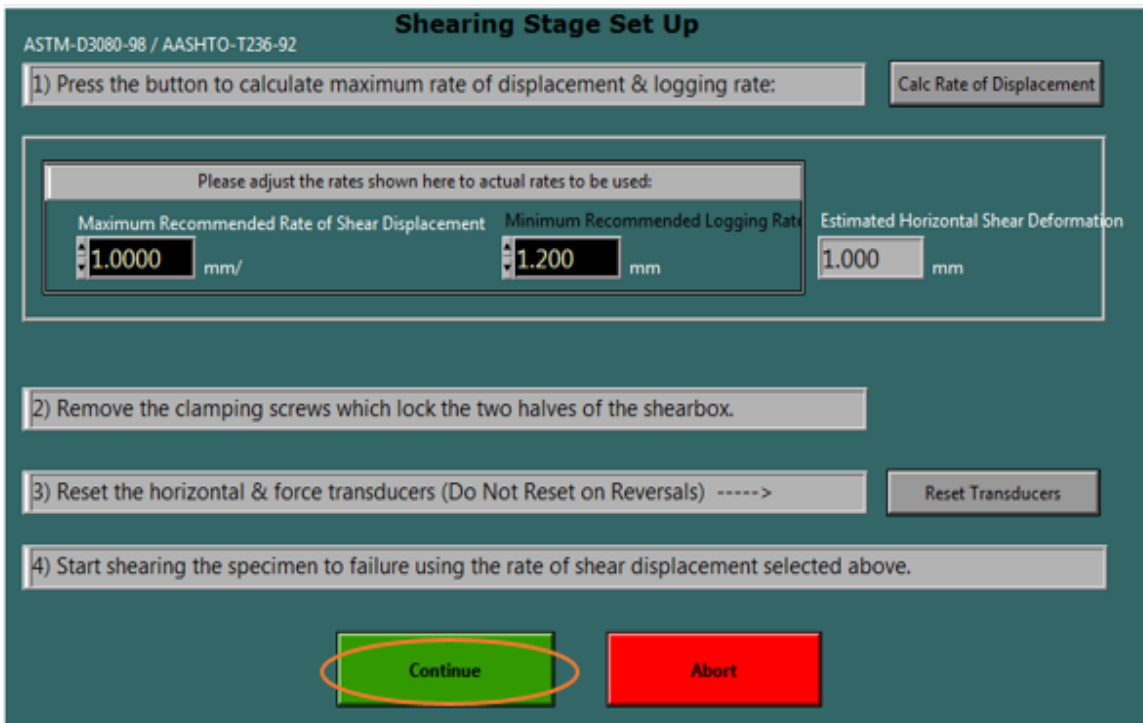 Shearing Stage Set Up
ASTM-D3080-98 / AASHTO-T236-92
1) Press the button to calculate maximum rate of displacement & logging rate:
Calc Rate of Displacement
Please adjust the rates shown here to actual rates to be used:
Maximum Recommended Rate of Shear Displacement
1.0000 mm/
Minimum Recommended Logging Rate
1.200 mm
Estimated Horizontal Shear Deformation
1.000 mm
2) Remove the clamping screws which lock the two halves of the shearbox.
3) Reset the horizontal & force transducers (Do Not Reset on Reversals) ----->
Reset Transducers
4) Start shearing the specimen to failure using the rate of shear displacement selected above.
Continue
Abort